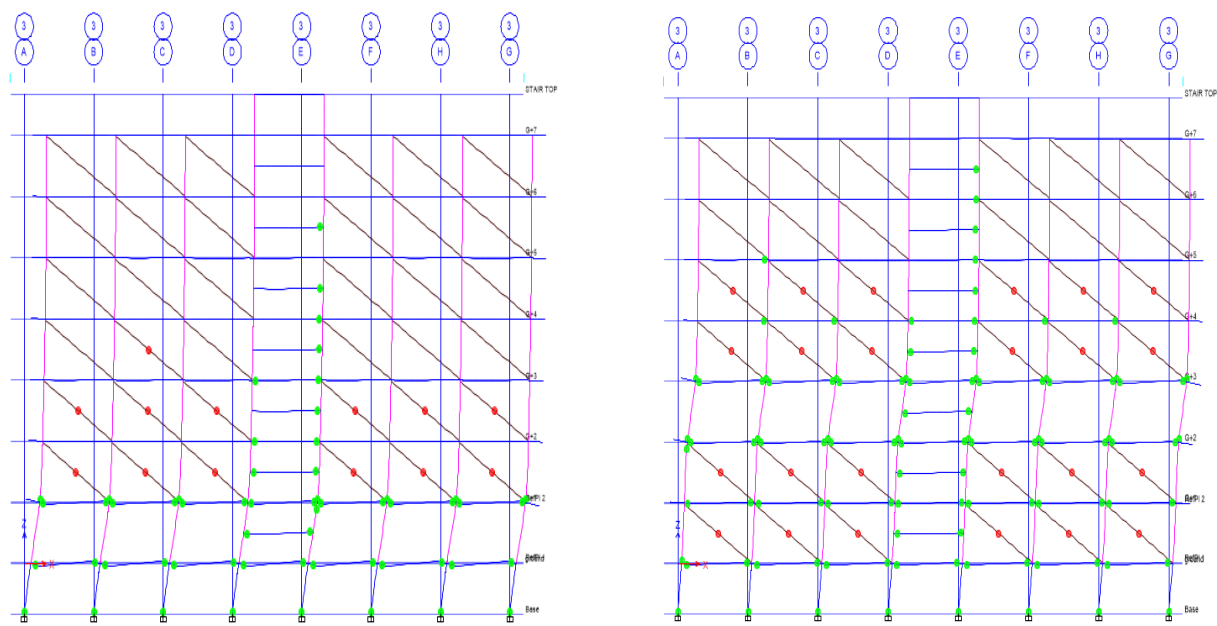 3 3 3 3 3 3 3 3
A B C D E F H G
STAIR TOP
G+7
G+6
G+5
G+4
G+3
G+2
Z
X
Base
3 3 3 3 3 3 3 3
A B C D E F H G
STAIR TOP
G+7
G+6
G+5
G+4
G+3
G+2
Z
X
Base